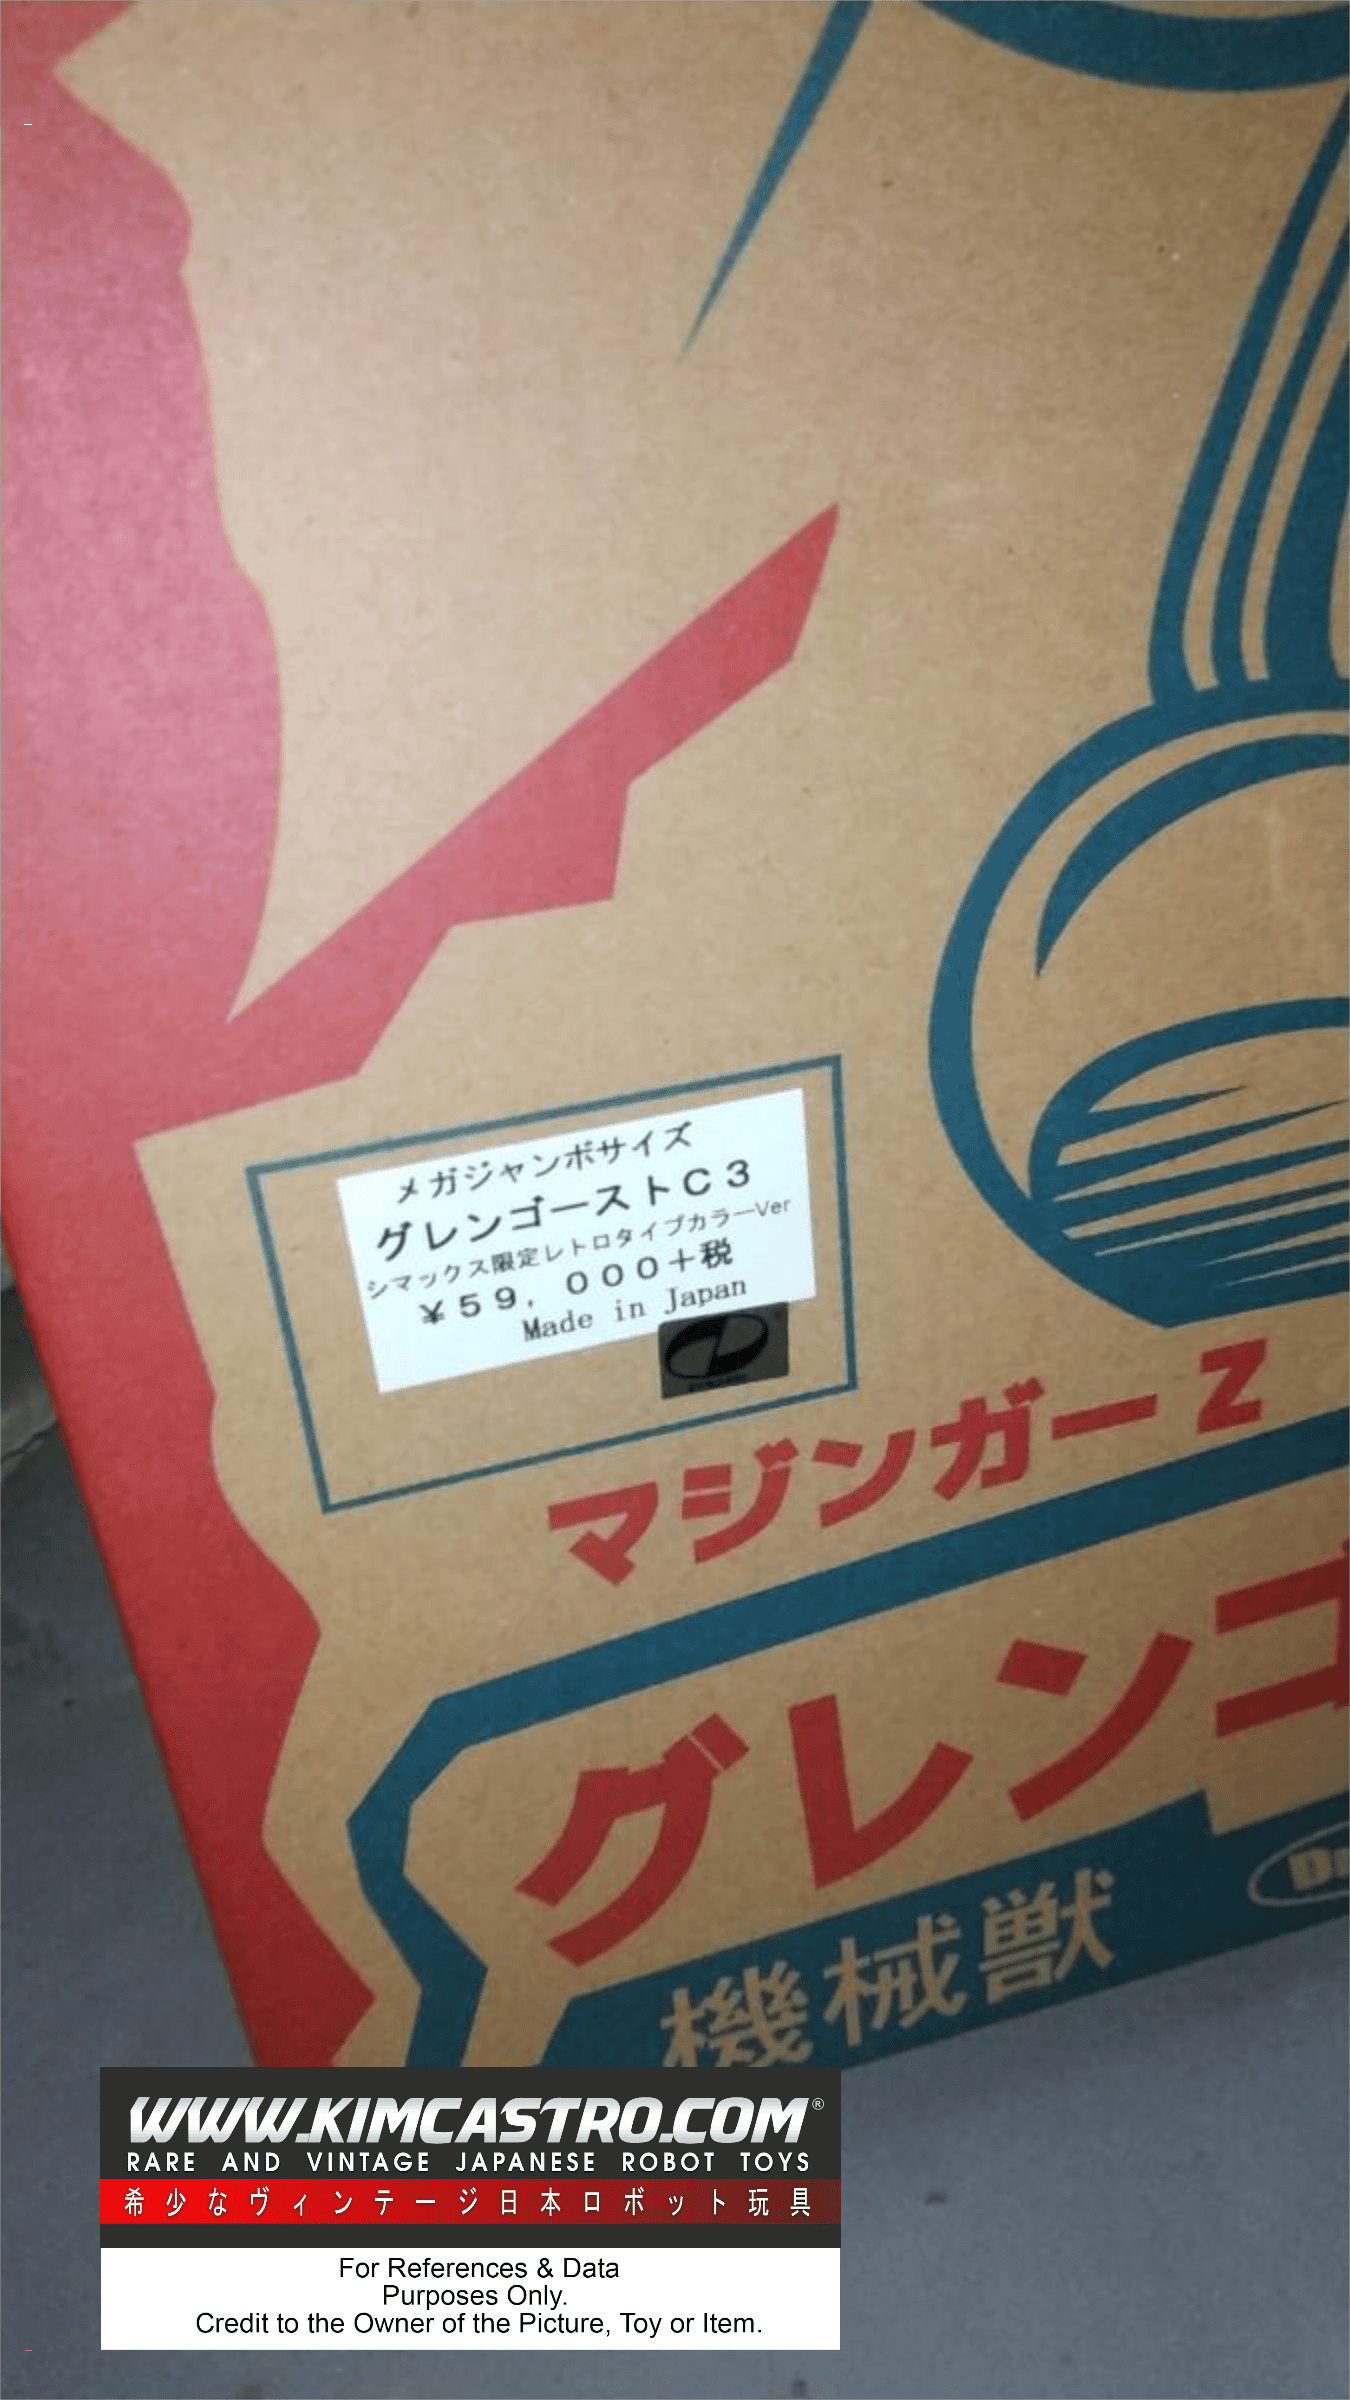 メガジャンボサイズ
グレンゴーストC3
シマックス限定レトロタイプカラーVer
¥59,000+税
Made in Japan
マジンガーZ
グレンゴ
機械獣
WWW.KIMCASTRO.COM®
RARE AND VINTAGE JAPANESE ROBOT TOYS
希少なヴィンテージ日本ロボット玩具
For References & Data
Purposes Only.
Credit to the Owner of the Picture, Toy or Item.